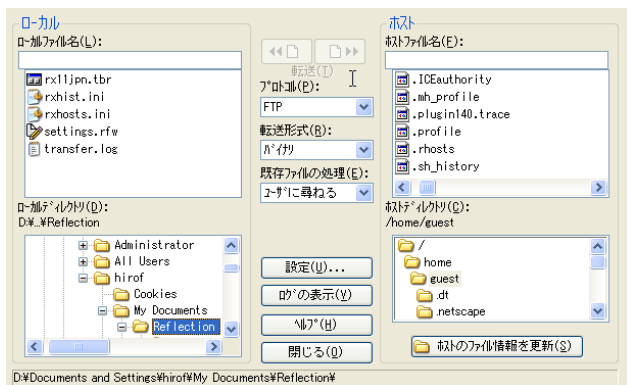 ローカル
ローカルファイル名(L):
rx11jpn.tbr
rxhist.ini
rxhosts.ini
settings.rfw
transfer.log
ローカルディレクトリ(D):
D:¥...¥Reflection
Administrator
All Users
hirof
Cookies
My Documents
Reflection
転送(T)
プロトコル(P):
FTP
転送形式(R):
バイナリ
既存ファイルの処理(E):
ユーザに尋ねる
設定(U)...
ログの表示(Y)
ヘルプ(H)
閉じる(O)
ホスト
ホストファイル名(F):
.ICEauthority
.mh_profile
.plugin140.trace
.profile
.rhosts
.sh_history
ホストディレクトリ(C):
/home/guest
/
home
guest
.dt
.netscape
ホストのファイル情報を更新(S)
D:¥Documents and Settings¥hirof¥My Documents¥Reflection¥